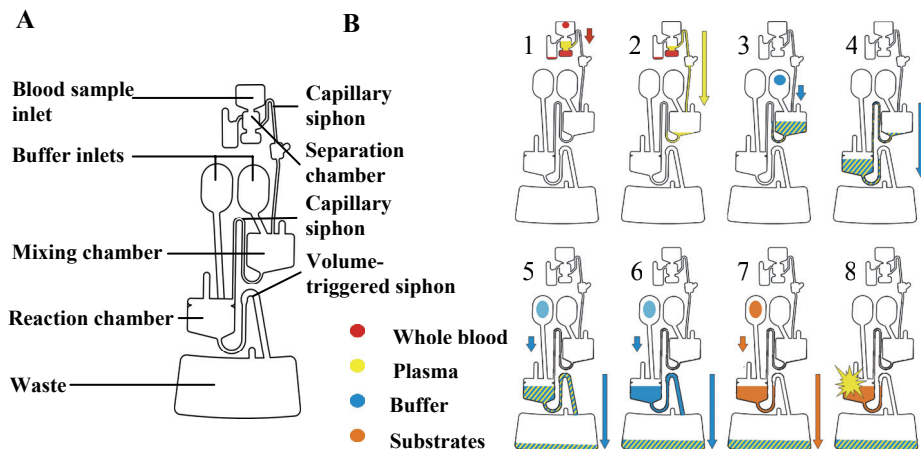 A
Blood sample
inlet
Buffer inlets
Mixing chamber
Reaction chamber
Waste
Capillary
siphon
Separation
chamber
Capillary
siphon
Volume-
triggered siphon
B
1
2
3
4
5
6
7
8
Whole blood
Plasma
Buffer
Substrates